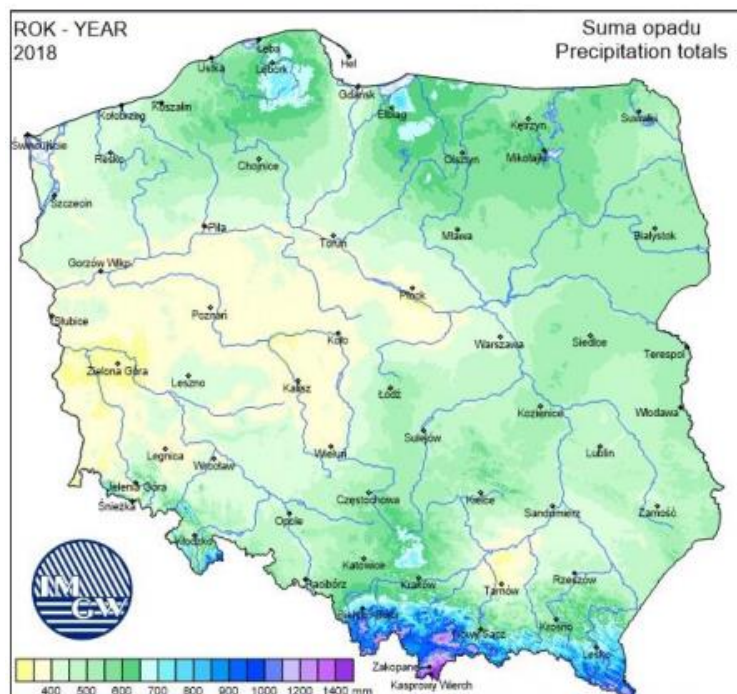 ROK - YEAR
2018
Suma opadu
Precipitation totals
Łeba
Ustka
Lębork
Hel
Gdańsk
Koszalin
Kołobrzeg
Elbląg
Kętrzyn
Suwałki
Świnoujście
Resko
Chojnice
Olsztyn
Mikołajki
Szczecin
Piła
Toruń
Mława
Białystok
Gorzów Wlkp.
Płock
Słubice
Poznań
Koło
Warszawa
Siedlce
Terespol
Zielona Góra
Leszno
Kalisz
Łódź
Kozienice
Włodawa
Sulejów
Legnica
Wrocław
Wieluń
Lublin
Jelenia Góra
Śnieżka
Częstochowa
Kielce
Sandomierz
Zamość
Opole
Kłodzko
Katowice
Racibórz
Kraków
Tarnów
Rzeszów
Nowy Sącz
Krosno
Lesko
Zakopane
Kasprowy Wierch
IM
GW
400 500 600 700 800 900 1000 1200 1400 mm